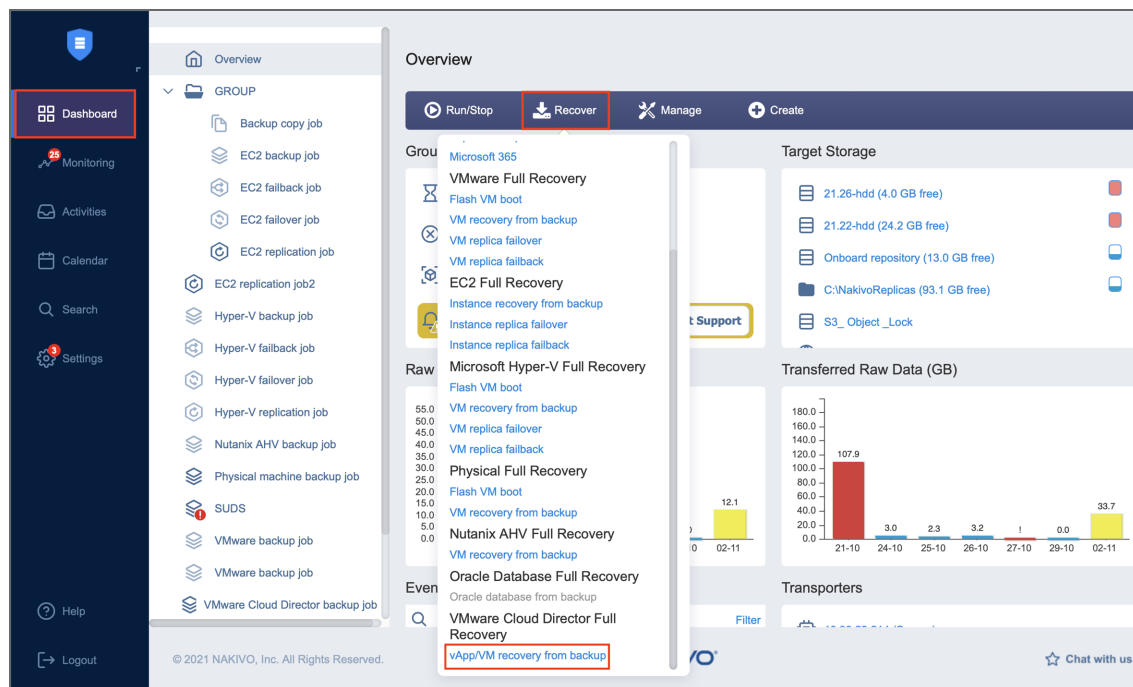 Dashboard
25
Monitoring
Activities
Calendar
Search
3
Settings
Help
Logout
Overview
GROUP
Backup copy job
EC2 backup job
EC2 failback job
EC2 failover job
EC2 replication job
EC2 replication job2
Hyper-V backup job
Hyper-V failback job
Hyper-V failover job
Hyper-V replication job
Nutanix AHV backup job
Physical machine backup job
SUDS
VMware backup job
VMware backup job
VMware Cloud Director backup job
© 2021 NAKIVO, Inc. All Rights Reserved.
Overview
Run/Stop
Recover
Manage
Create
Grou
Microsoft 365
VMware Full Recovery
Flash VM boot
VM recovery from backup
VM replica failover
VM replica failback
EC2 Full Recovery
Instance recovery from backup
Instance replica failover
Instance replica failback
Microsoft Hyper-V Full Recovery
Flash VM boot
VM recovery from backup
VM replica failover
VM replica failback
Physical Full Recovery
Flash VM boot
VM recovery from backup
Nutanix AHV Full Recovery
VM recovery from backup
Oracle Database Full Recovery
Oracle database from backup
VMware Cloud Director Full
Recovery
vApp/VM recovery from backup
t Support
Raw
55.0
50.0
45.0
40.0
35.0
30.0
25.0
20.0
15.0
10.0
5.0
0.0
12.1
02-11
Even
Filter
Target Storage
21.26-hdd (4.0 GB free)
21.22-hdd (24.2 GB free)
Onboard repository (13.0 GB free)
C:\NakivoReplicas (93.1 GB free)
S3_ Object _Lock
Transferred Raw Data (GB)
180.0
160.0
140.0
120.0
100.0
80.0
60.0
40.0
20.0
0.0
107.9
3.0
2.3
3.2
!
0.0
33.7
21-10
24-10
25-10
26-10
27-10
29-10
02-11
Transporters
Chat with us